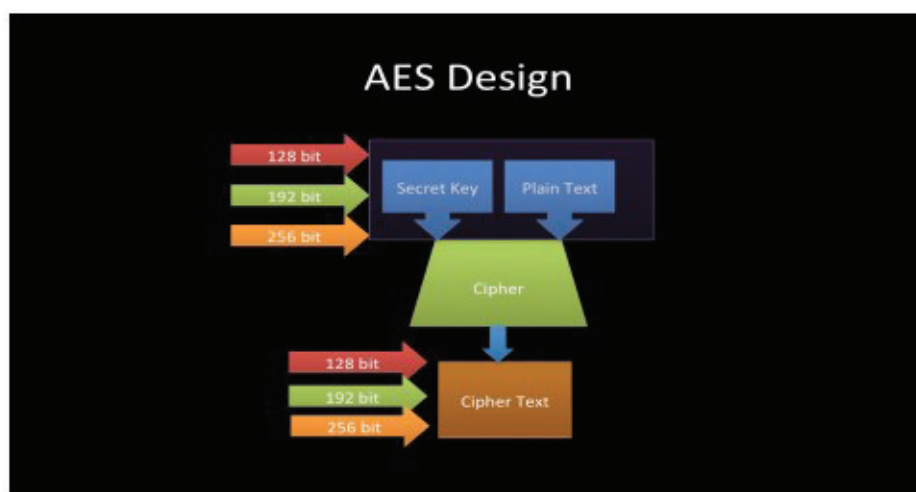 AES Design
128 bit
192 bit
256 bit
Secret Key
Plain Text
Cipher
128 bit
192 bit
256 bit
Cipher Text